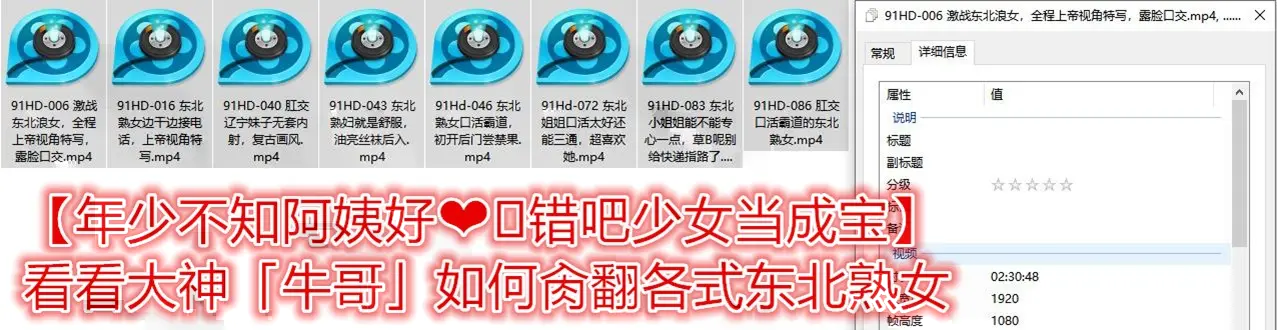 91HD-006 激战
东北浪女，全程
上帝视角特写，
露脸口交.mp4
91HD-016 东北
熟女边干边接电
话，上帝视角特
写.mp4
91HD-040 肛交
辽宁妹子无套内
射，复古画风.
mp4
91HD-043 东北
熟妇就是舒服，
油亮丝袜后入.
mp4
91Hd-046 东北
熟女口活霸道，
初开后门尝禁果.
mp4
91Hd-072 东北
姐姐口活太好还
能三通，超喜欢
她.mp4
91HD-083 东北
小姐姐能不能专
心一点，草B呢别
给快递指路了....
91HD-086 肛交
口活霸道的东北
熟女.mp4
【年少不知阿姨好❤错吧少女当成宝】
看看大神「牛哥」如何肏翻各式东北熟女
91HD-006 激战东北浪女，全程上帝视角特写，露脸口交.mp4, ......
常规
详细信息
属性 值
说明
标题
副标题
分级 ☆☆☆☆☆
视频
02:30:48
1920
帧高度 1080